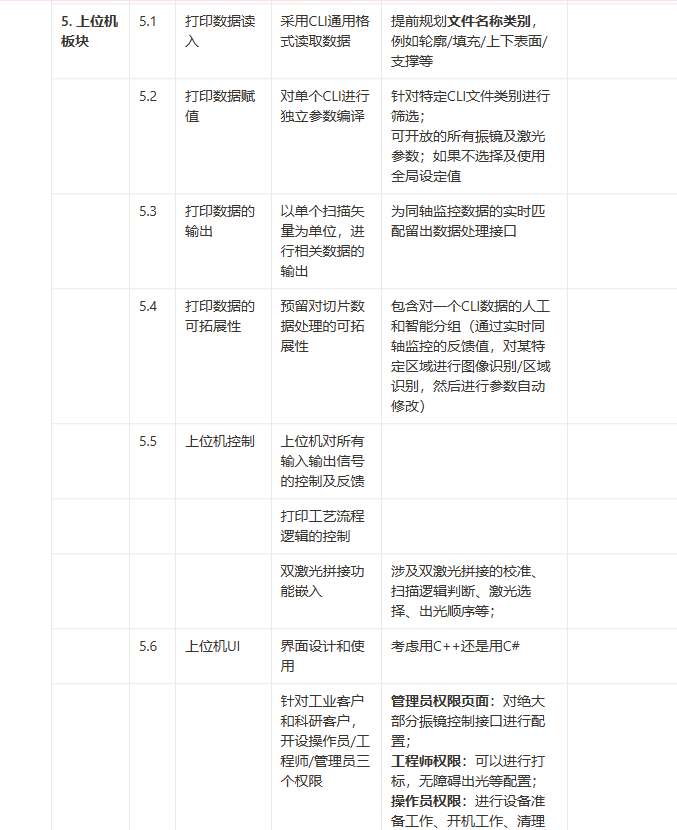 5. 上位机
板块
5.1
打印数据读
入
采用CLI通用格
式读取数据
提前规划文件名称类别，
例如轮廓/填充/上下表面/
支撑等
5.2
打印数据赋
值
对单个CLI进行
独立参数编译
针对特定CLI文件类别进行
筛选；
可开放的所有振镜及激光
参数；如果不选择及使用
全局设定值
5.3
打印数据的
输出
以单个扫描矢
量为单位，进
行相关数据的
输出
为同轴监控数据的实时匹
配留出数据处理接口
5.4
打印数据的
可拓展性
预留对切片数
据处理的可拓
展性
包含对一个CLI数据的人工
和智能分组（通过实时同
轴监控的反馈值，对某特
定区域进行图像识别/区域
识别，然后进行参数自动
修改）
5.5
上位机控制
上位机对所有
输入输出信号
的控制及反馈
打印工艺流程
逻辑的控制
双激光拼接功
能嵌入
涉及双激光拼接的校准、
扫描逻辑判断、激光选
择、出光顺序等；
5.6
上位机UI
界面设计和使
用
考虑用C++还是用C#
针对工业客户
和科研客户，
开设操作员/工
程师/管理员三
个权限
管理员权限页面：对绝大
部分振镜控制接口进行配
置；
工程师权限：可以进行打
标，无障碍出光等配置；
操作员权限：进行设备准
备工作、开机工作、清理